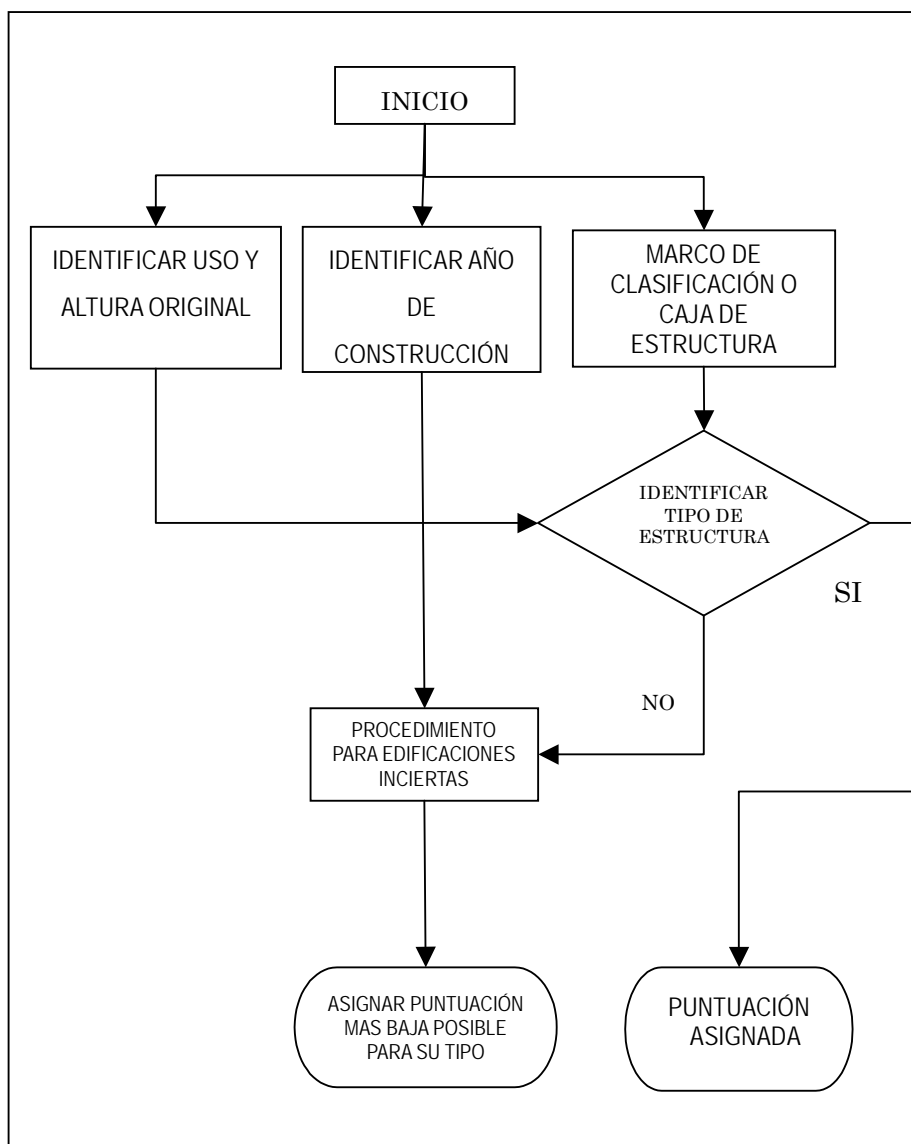 INICIO
IDENTIFICAR USO Y
ALTURA ORIGINAL
IDENTIFICAR AÑO
DE
CONSTRUCCIÓN
MARCO DE
CLASIFICACIÓN O
CAJA DE
ESTRUCTURA
IDENTIFICAR
TIPO DE
ESTRUCTURA
SI
NO
PROCEDIMIENTO
PARA EDIFICACIONES
INCIERTAS
ASIGNAR PUNTUACIÓN
MAS BAJA POSIBLE
PARA SU TIPO
PUNTUACIÓN
ASIGNADA